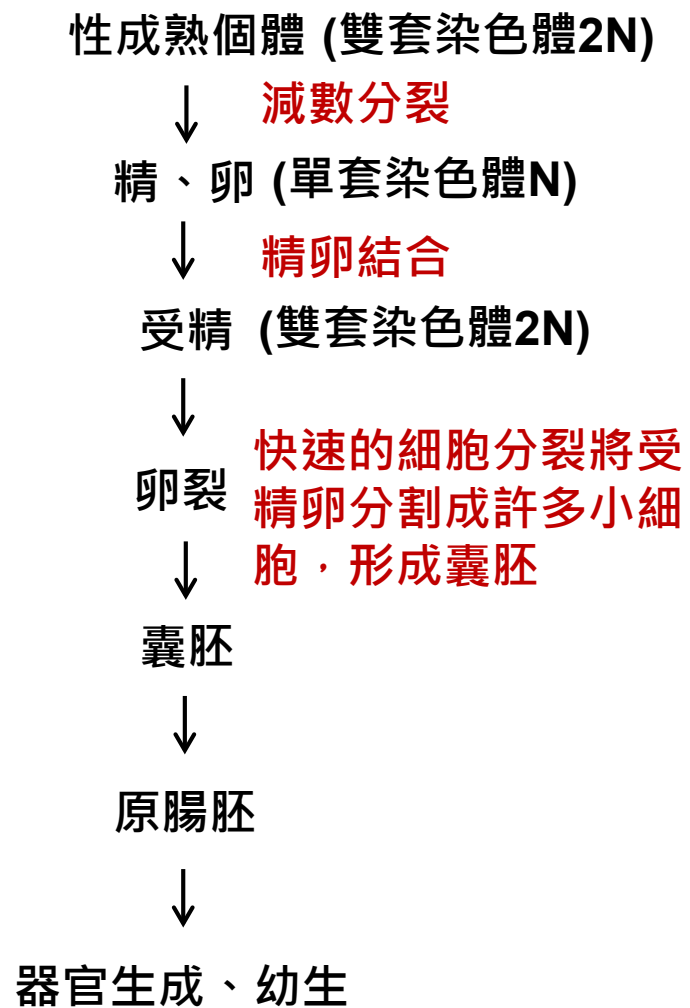 性成熟個體 (雙套染色體2N)
↓ 減數分裂
精、卵 (單套染色體N)
↓ 精卵結合
受精 (雙套染色體2N)
↓
卵裂
快速的細胞分裂將受
精卵分割成許多小細
胞，形成囊胚
↓
囊胚
↓
原腸胚
↓
器官生成、幼生